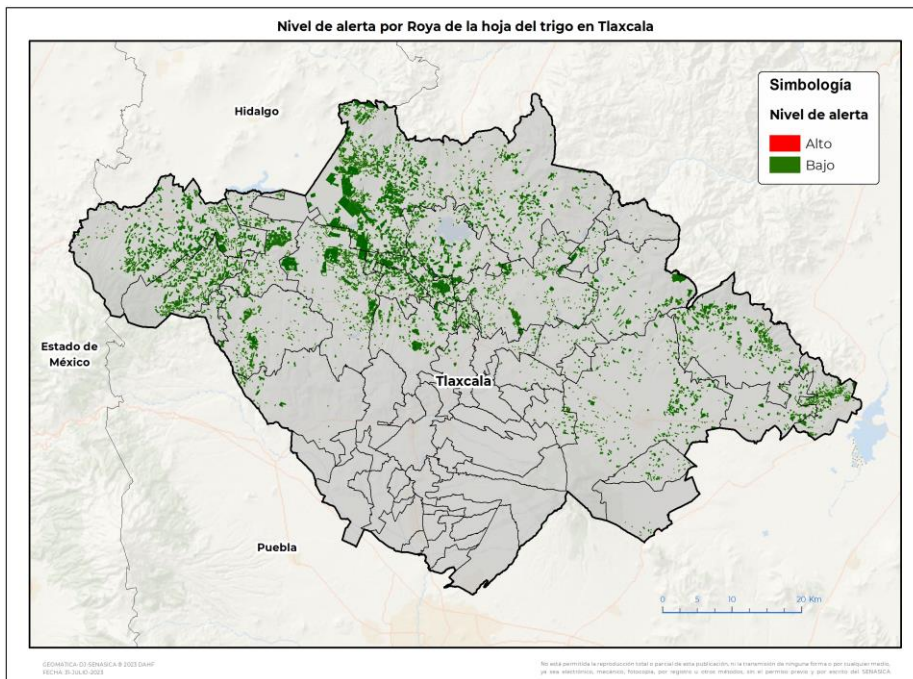 Nivel de alerta por Roya de la hoja del trigo en Tlaxcala
Hidalgo
Simbología
Nivel de alerta
Alto
Bajo
Estado de
México
Tlaxcala
Puebla
0 5 10 20 Km
GEOMÁTICA-DJ-SENASICA © 2023 DAHF
FECHA: 31-JULIO-2023
No está permitida la reproducción total o parcial de esta publicación, ni la transmisión de ninguna forma o por cualquier medio,
ya sea electrónico, mecánico, fotocopia, por registro u otros métodos, sin el permiso previo y por escrito del SENASICA